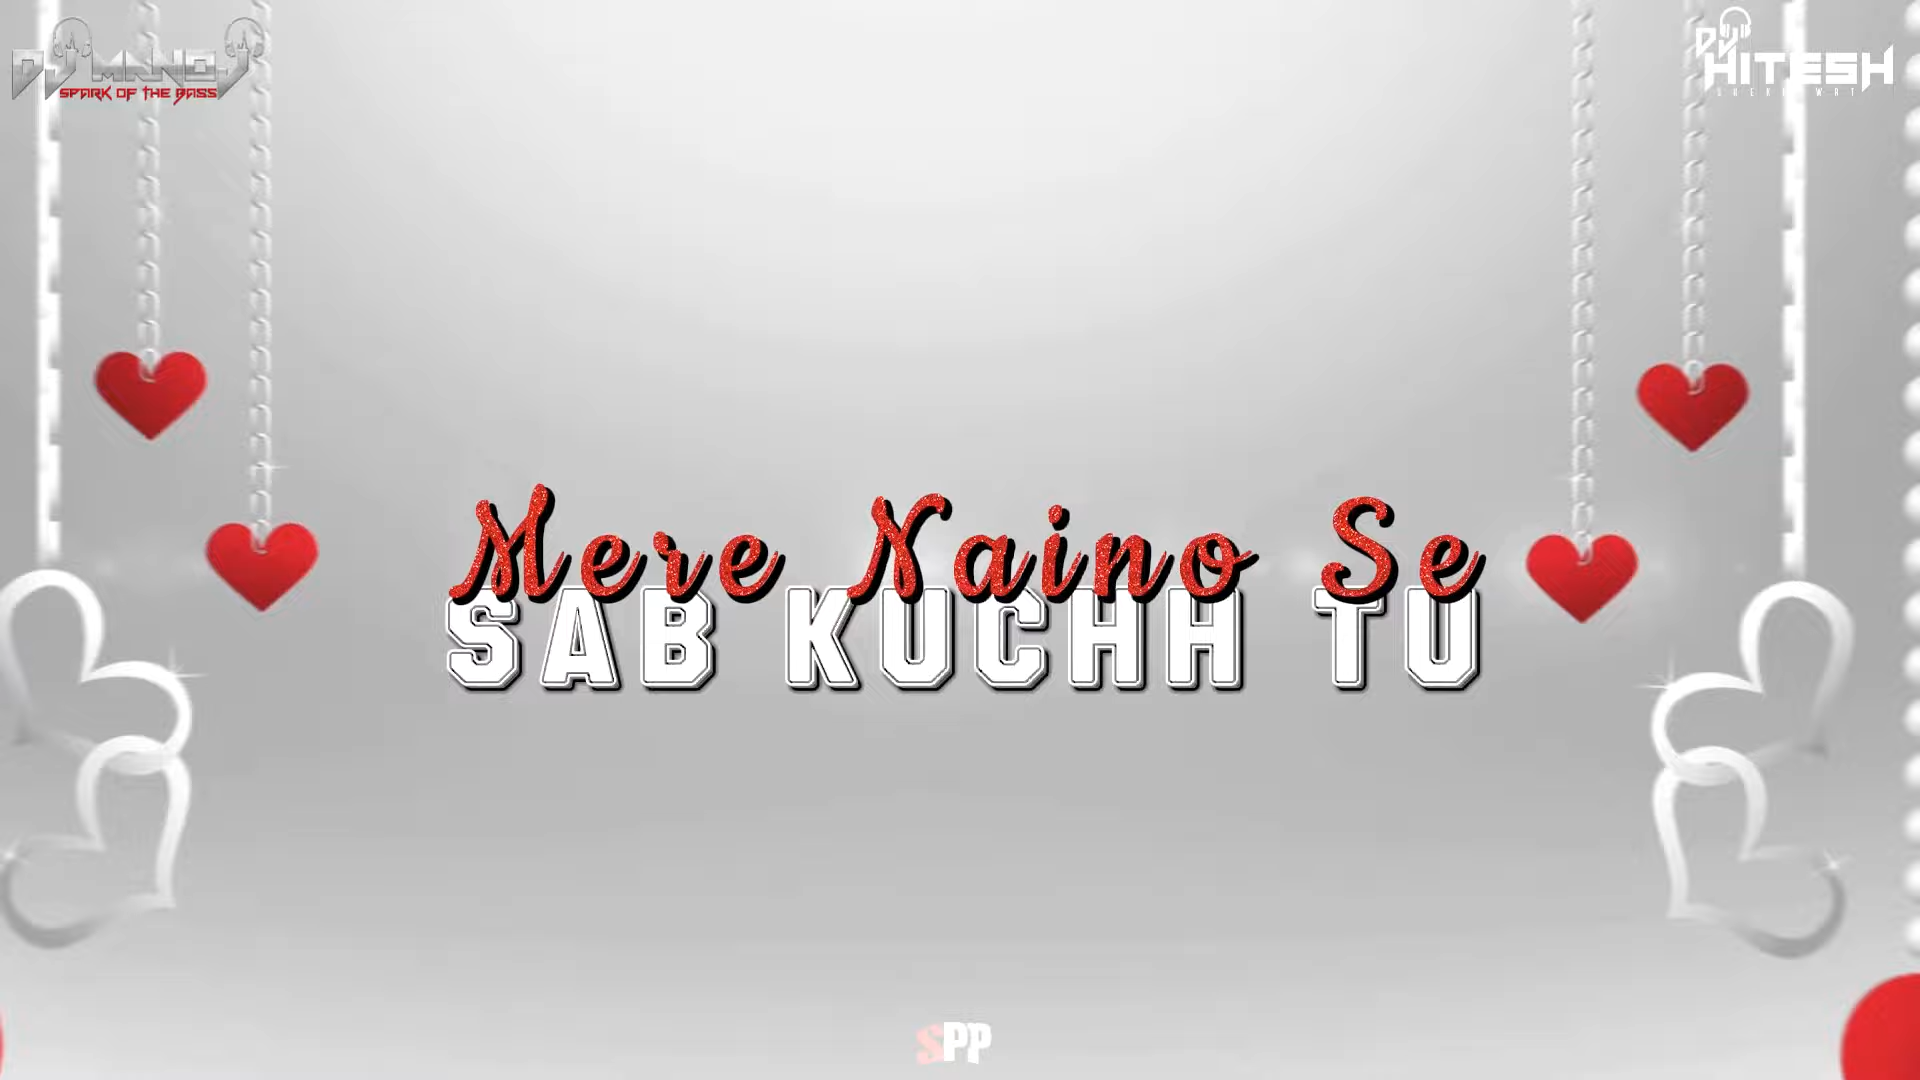 DJ MANOJ
SPARK OF THE BASS
DJ
HITESH
Mere Naino Se
SAB KUCHH TU
SPP